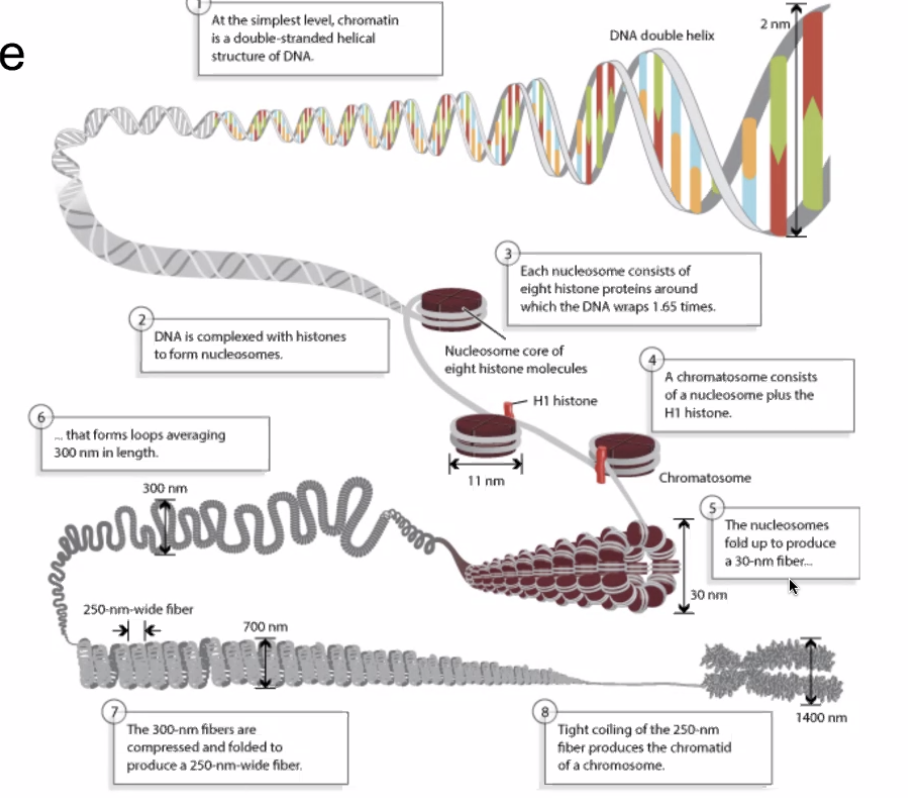 e
1
At the simplest level, chromatin
is a double-stranded helical
structure of DNA.
DNA double helix
2 nm
3
Each nucleosome consists of
eight histone proteins around
which the DNA wraps 1.65 times.
2
DNA is complexed with histones
to form nucleosomes.
Nucleosome core of
eight histone molecules
4
A chromatosome consists
of a nucleosome plus the
H1 histone.
H1 histone
6
... that forms loops averaging
300 nm in length.
11 nm
Chromatosome
300 nm
5
The nucleosomes
fold up to produce
a 30-nm fiber...
30 nm
250-nm-wide fiber
700 nm
1400 nm
7
The 300-nm fibers are
compressed and folded to
produce a 250-nm-wide fiber.
8
Tight coiling of the 250-nm
fiber produces the chromatid
of a chromosome.